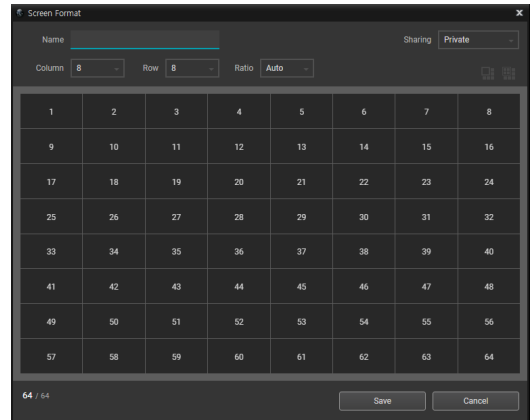 Screen Format
Name Sharing Private
Column 8 Row 8 Ratio Auto
1 2 3 4 5 6 7 8
9 10 11 12 13 14 15 16
17 18 19 20 21 22 23 24
25 26 27 28 29 30 31 32
33 34 35 36 37 38 39 40
41 42 43 44 45 46 47 48
49 50 51 52 53 54 55 56
57 58 59 60 61 62 63 64
64 / 64 Save Cancel